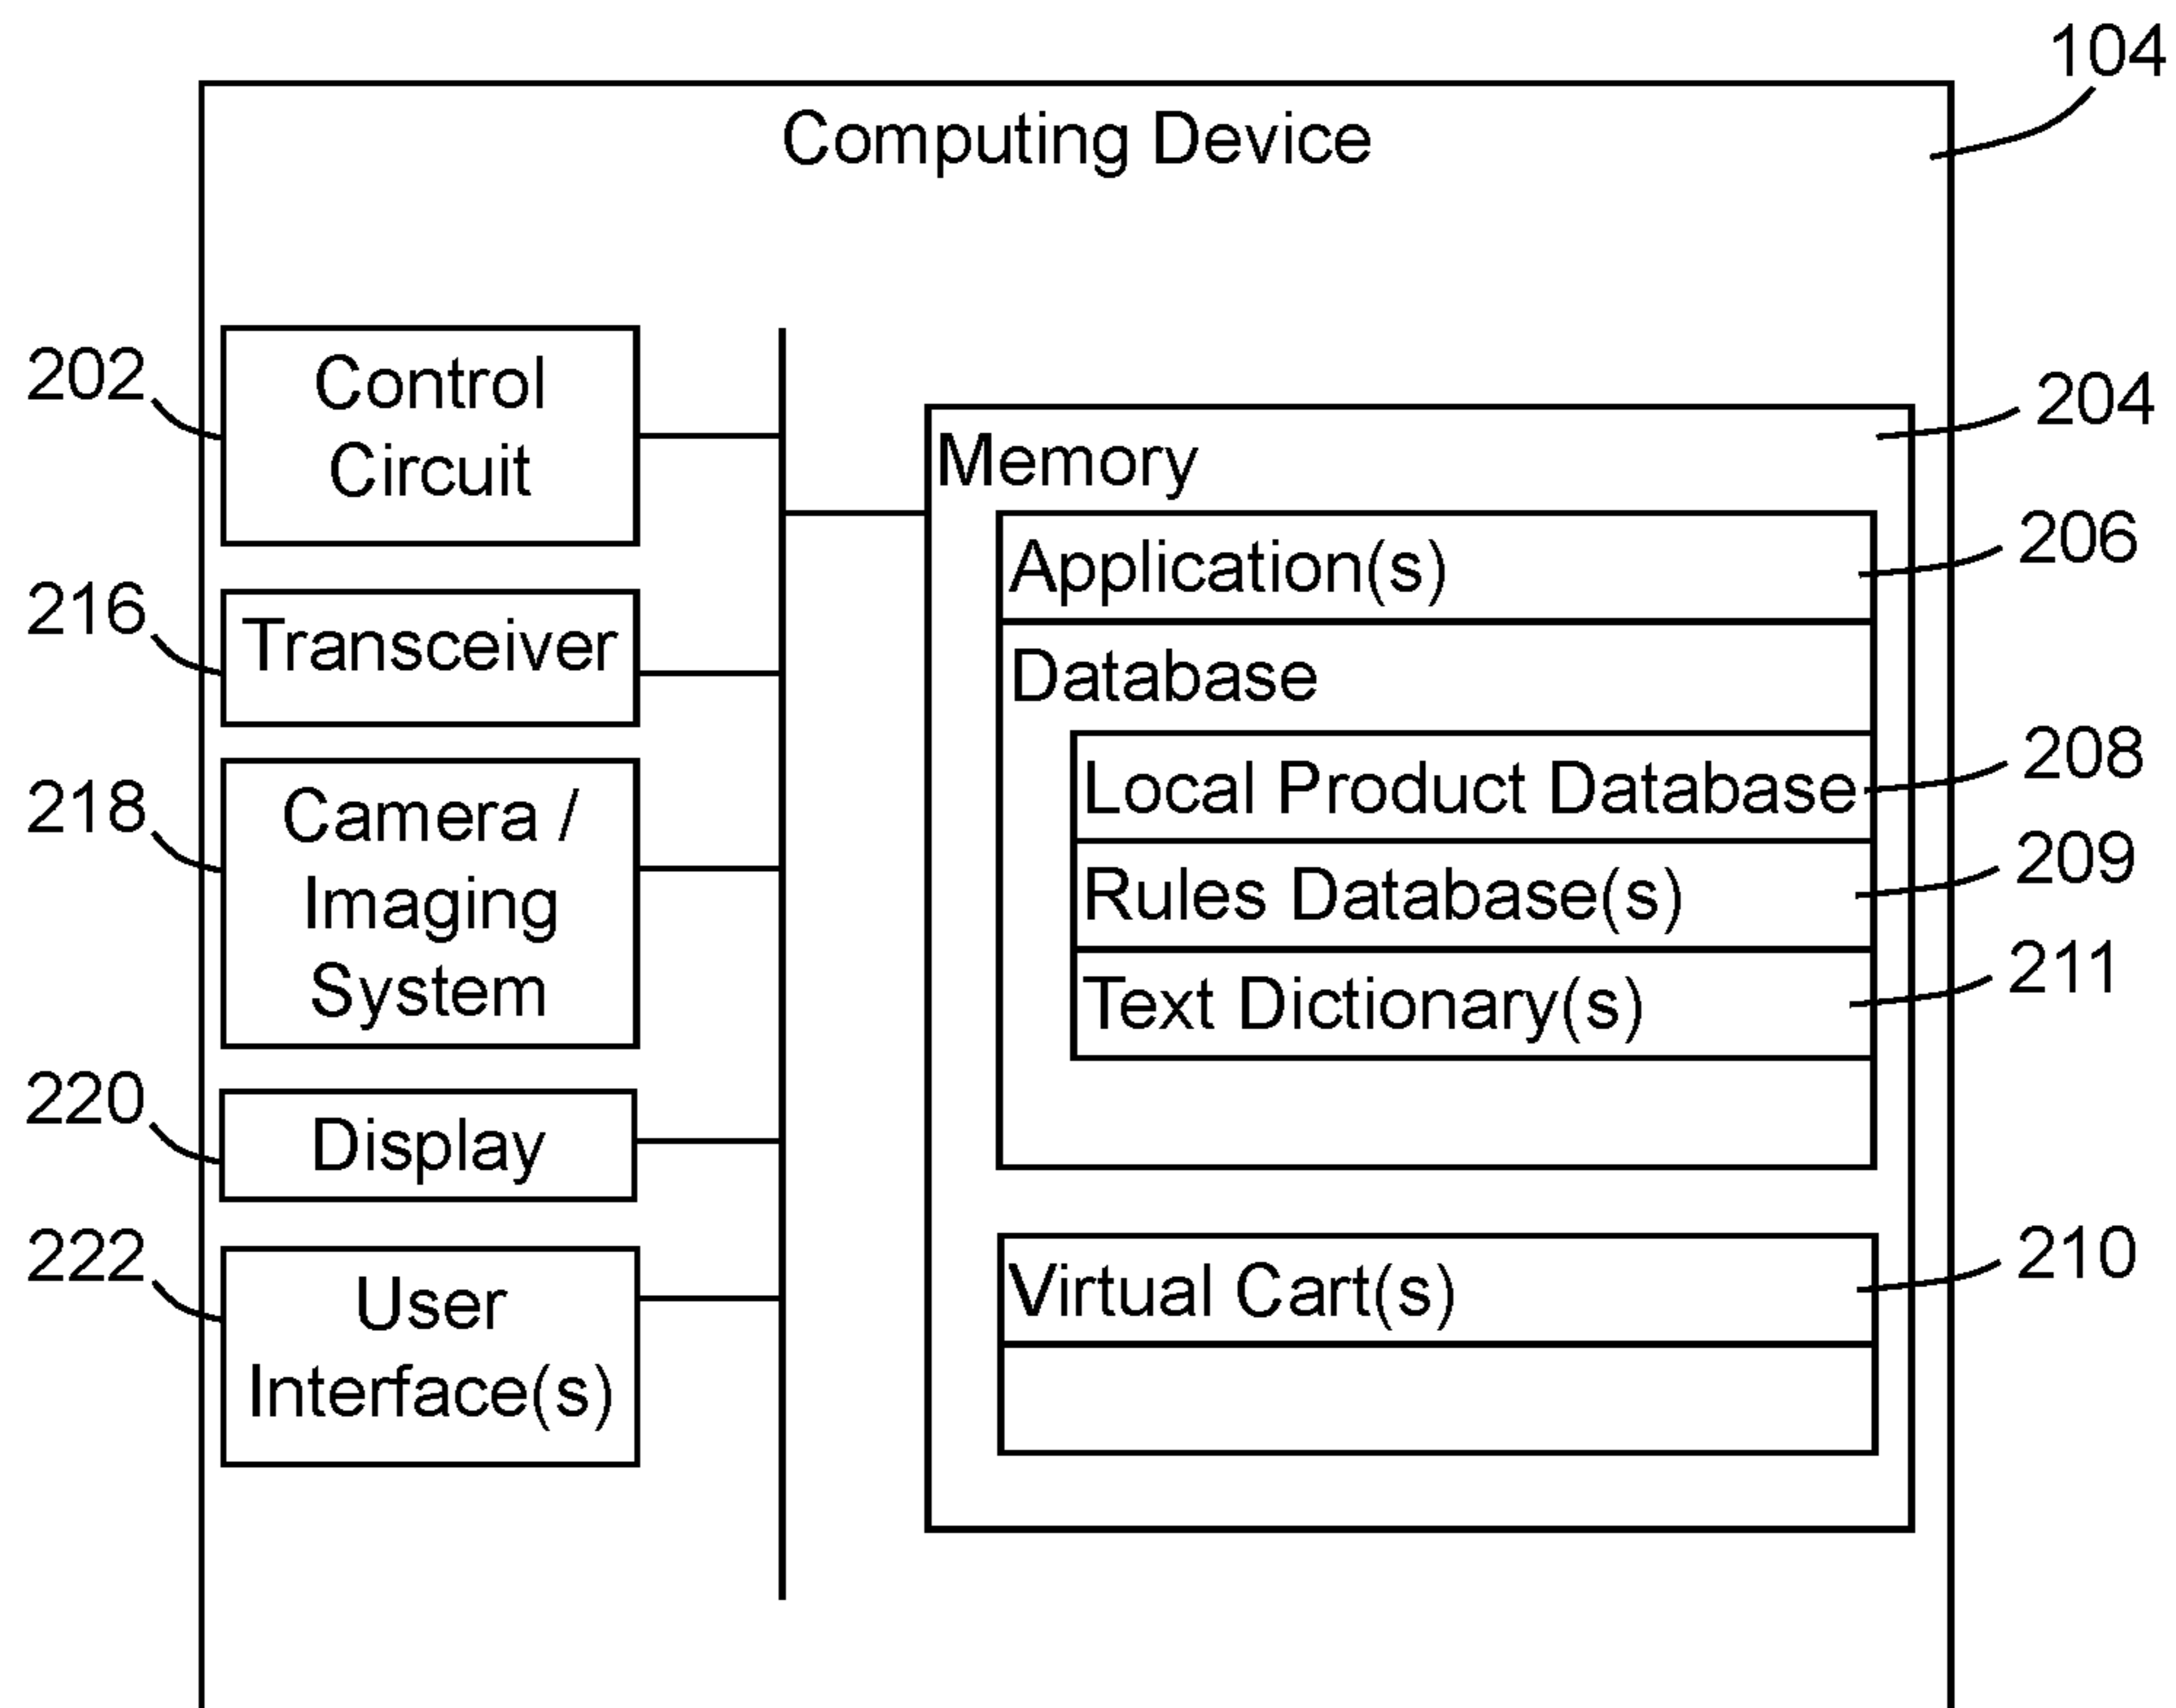 104
Computing Device
202
Control
Circuit
204
Memory
206
Application(s)
216
Transceiver
Database
208
Local Product Database
218
Camera /
Imaging
System
209
Rules Database(s)
211
Text Dictionary(s)
220
Display
210
Virtual Cart(s)
222
User
Interface(s)